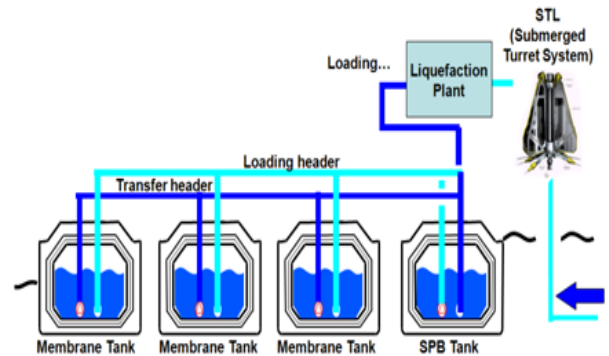 STL
(Submerged
Turret System)
Loading...
Liquefaction
Plant
Loading header
Transfer header
Membrane Tank
Membrane Tank
Membrane Tank
SPB Tank